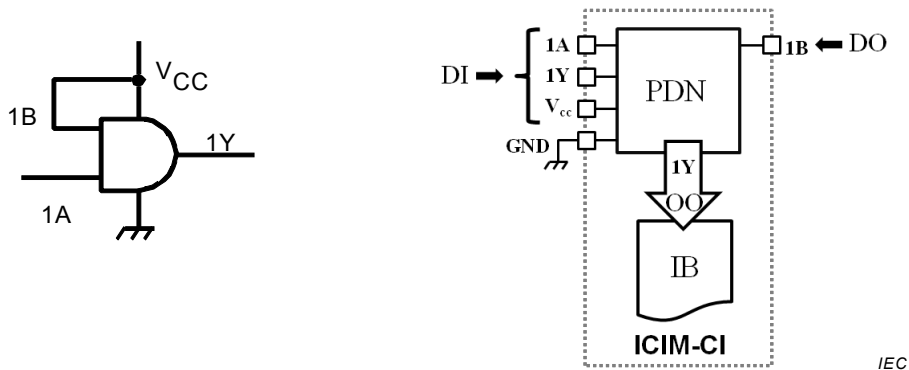 VCC
1B
1Y
1A
1A
DI
1Y
Vcc
GND
PDN
1B
DO
1Y
OO
IB
ICIM-CI
IEC